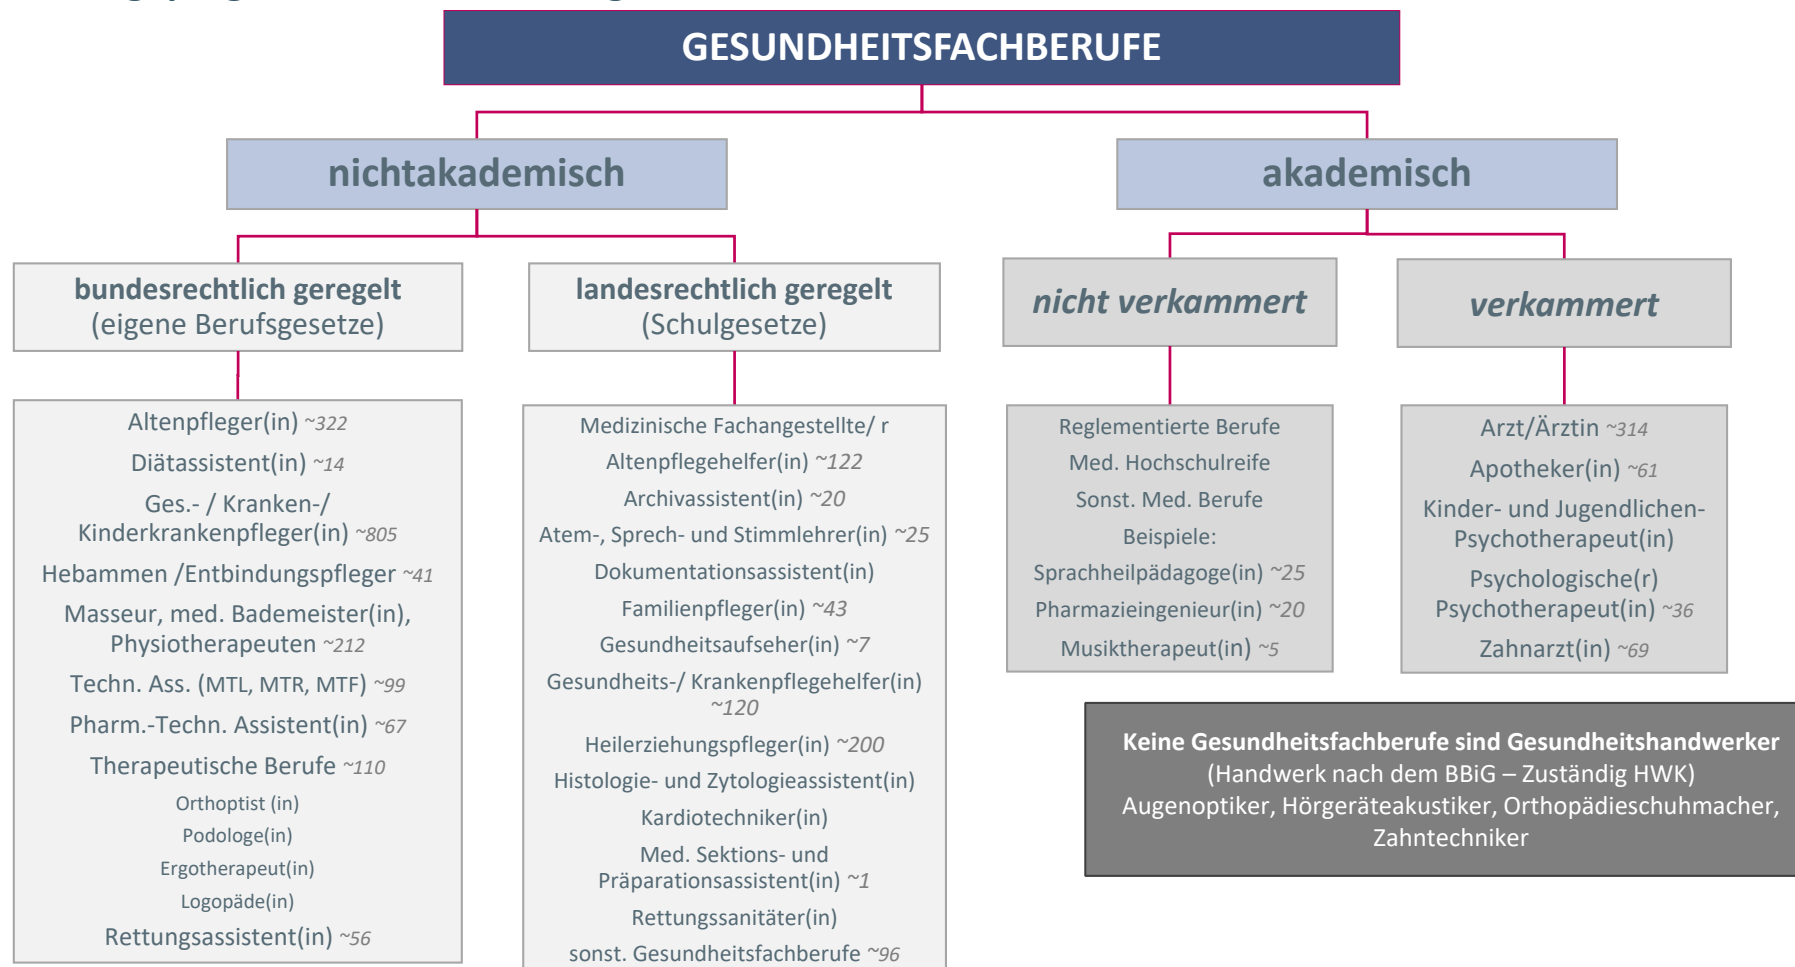 GESUNDHEITSFACHBERUFE
nichtakademisch
akademisch
bundesrechtlich geregelt
(eigene Berufsgesetze)
landesrechtlich geregelt
(Schulgesetze)
nicht verkammert
verkammert
Altenpfleger(in) ~322
Diätassistent(in) ~14
Ges.- / Kranken-/
Kinderkrankenpfleger(in) ~805
Hebammen /Entbindungspfleger ~41
Masseur, med. Bademeister(in),
Physiotherapeuten ~212
Techn. Ass. (MTL, MTR, MTF) ~99
Pharm.-Techn. Assistent(in) ~67
Therapeutische Berufe ~110
Orthoptist (in)
Podologe(in)
Ergotherapeut(in)
Logopäde(in)
Rettungsassistent(in) ~56
Medizinische Fachangestellte/ r
Altenpflegehelfer(in) ~122
Archivassistent(in) ~20
Atem-, Sprech- und Stimmlehrer(in) ~25
Dokumentationsassistent(in)
Familienpfleger(in) ~43
Gesundheitsaufseher(in) ~7
Gesundheits-/ Krankenpflegehelfer(in)
~120
Heilerziehungspfleger(in) ~200
Histologie- und Zytologieassistent(in)
Kardiotechniker(in)
Med. Sektions- und
Präparationsassistent(in) ~1
Rettungssanitäter(in)
sonst. Gesundheitsfachberufe ~96
Reglementierte Berufe
Med. Hochschulreife
Sonst. Med. Berufe
Beispiele:
Sprachheilpädagoge(in) ~25
Pharmazieingenieur(in) ~20
Musiktherapeut(in) ~5
Arzt/Ärztin ~314
Apotheker(in) ~61
Kinder- und Jugendlichen-
Psychotherapeut(in)
Psychologische(r)
Psychotherapeut(in) ~36
Zahnarzt(in) ~69
Keine Gesundheitsfachberufe sind Gesundheitshandwerker
(Handwerk nach dem BBiG – Zuständig HWK)
Augenoptiker, Hörgeräteakustiker, Orthopädieschuhmacher,
Zahntechniker